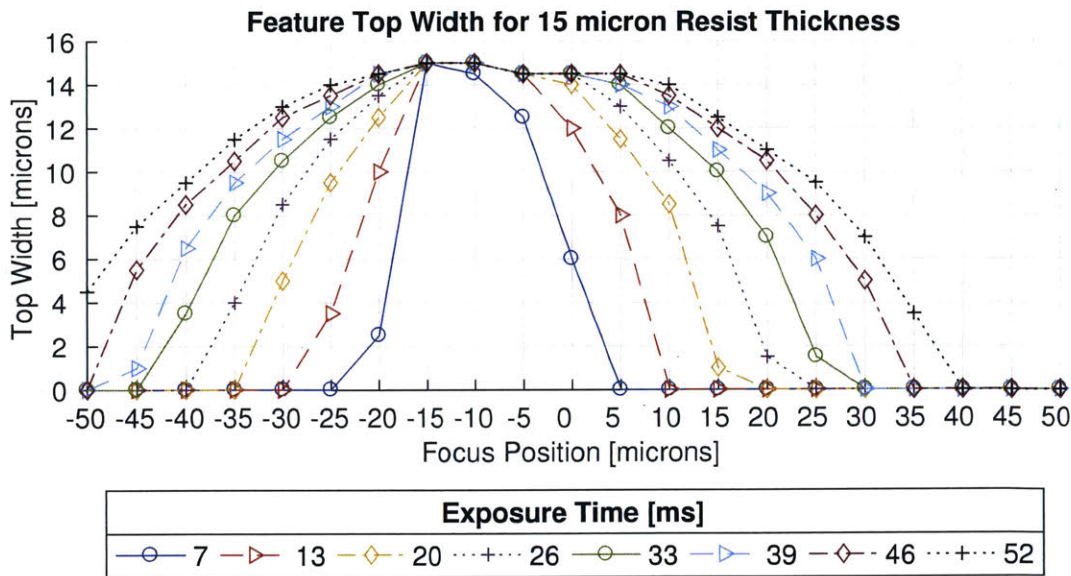 Feature Top Width for 15 micron Resist Thickness
16
14
12
10
8
6
4
2
0
Top Width [microns]
-50 -45 -40 -35 -30 -25 -20 -15 -10 -5 0 5 10 15 20 25 30 35 40 45 50
Focus Position [microns]
Exposure Time [ms]
7 13 20 26 33 39 46 52